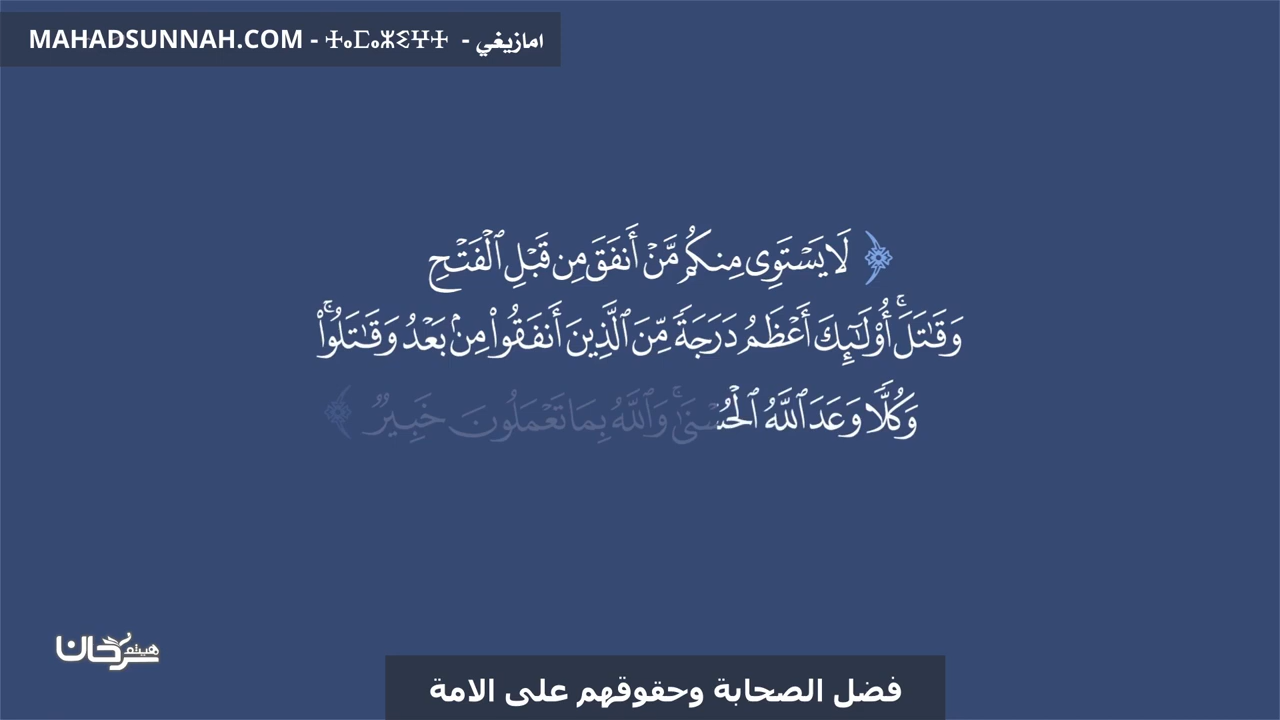 MAHADSUNNAH.COM - ⵜⴰⵎⴰⵣⵉⵖⵜ - امازيغي
﴿ لَا يَسْتَوِى مِنكُم مَّنْ أَنفَقَ مِن قَبْلِ ٱلْفَتْحِ
وَقَٰتَلَ ۚ أُو۟لَٰٓئِكَ أَعْظَمُ دَرَجَةً مِّنَ ٱلَّذِينَ أَنفَقُوا۟ مِنۢ بَعْدُ وَقَٰتَلُوا۟ ۚ
وَكُلًّا وَعَدَ ٱللَّهُ ٱلْحُسْنَىٰ ۚ وَٱللَّهُ بِمَا تَعْمَلُونَ خَبِيرٌ ﴾
هيثم سرحان
فضل الصحابة وحقوقهم على الامة